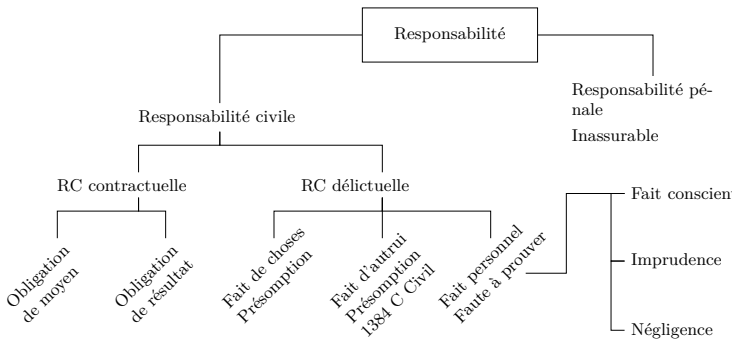 Responsabilité
Responsabilité pé-
nale
Inassurable
Responsabilité civile
RC contractuelle
RC délictuelle
Obligation
de moyen
Obligation
de résultat
Fait de choses
Présomption
Fait d'autrui
Présomption
1384 C Civil
Fait personnel
Faute à prouver
Fait conscient
Imprudence
Négligence